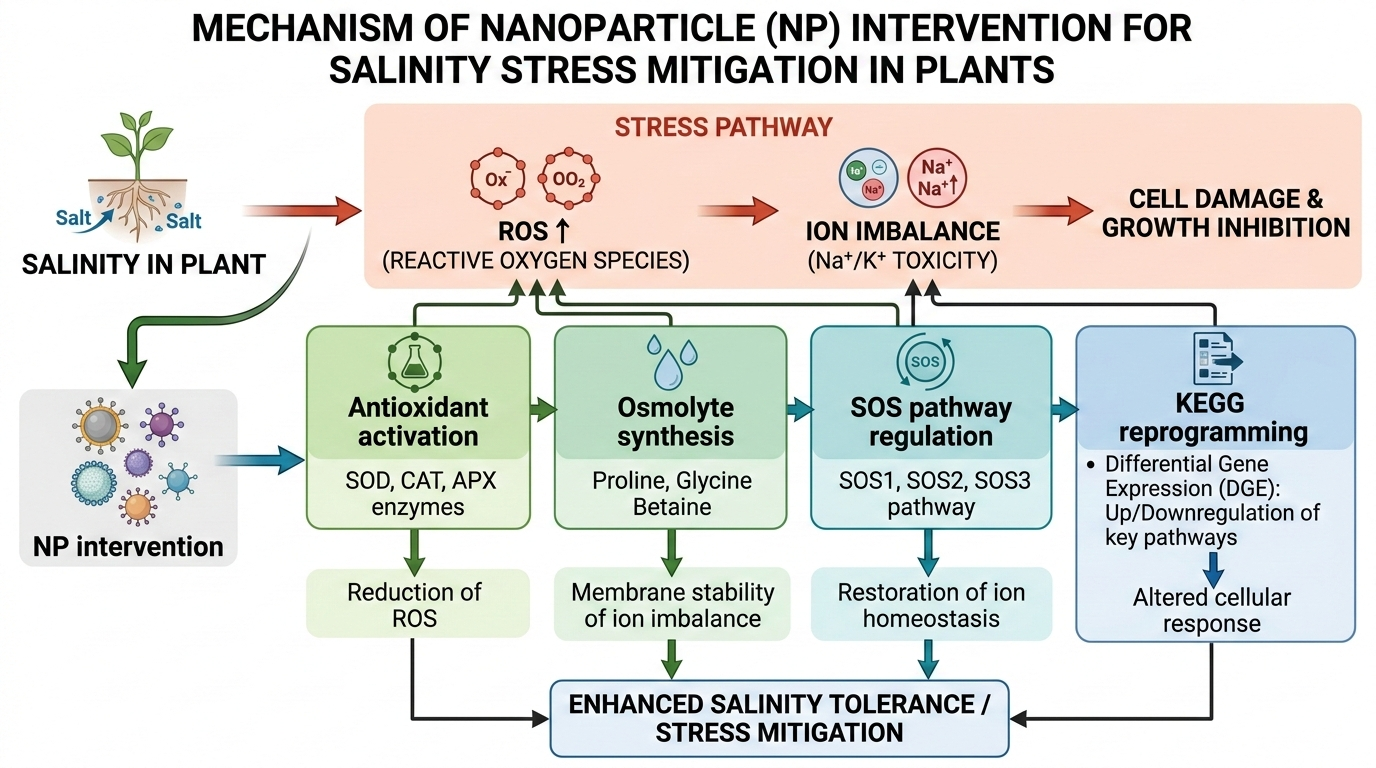 MECHANISM OF NANOPARTICLE (NP) INTERVENTION FOR
SALINITY STRESS MITIGATION IN PLANTS
STRESS PATHWAY
Salt
Salt
SALINITY IN PLANT
Ox⁻
OO₂
ROS ↑
(REACTIVE OXYGEN SPECIES)
Na⁺
Na⁺
Na⁺↑
ION IMBALANCE
(Na⁺/K⁺ TOXICITY)
CELL DAMAGE &
GROWTH INHIBITION
NP intervention
Antioxidant
activation
SOD, CAT, APX
enzymes
Reduction of
ROS
Osmolyte
synthesis
Proline, Glycine
Betaine
Membrane stability
of ion imbalance
SOS
SOS pathway
regulation
SOS1, SOS2, SOS3
pathway
Restoration of ion
homeostasis
KEGG
reprogramming
• Differential Gene
Expression (DGE):
Up/Downregulation of
key pathways
Altered cellular
response
ENHANCED SALINITY TOLERANCE /
STRESS MITIGATION